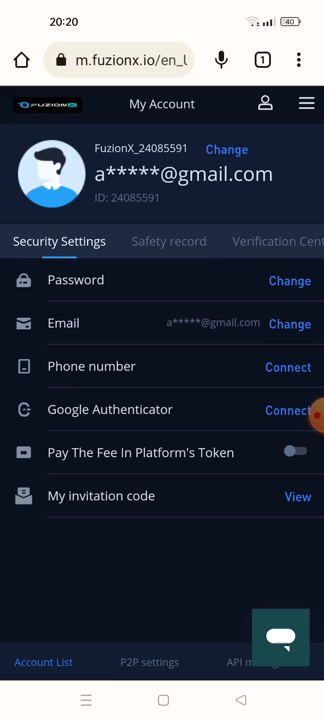 20:20
40
m.fuzionx.io/en_U
1
FUZIONX
My Account
FuzionX_24085591 Change
a*****@gmail.com
ID: 24085591
Security Settings Safety record Verification Cent
Password Change
Email a*****@gmail.com Change
Phone number Connect
Google Authenticator Connect
Pay The Fee In Platform's Token
My invitation code View
Account List P2P settings API m